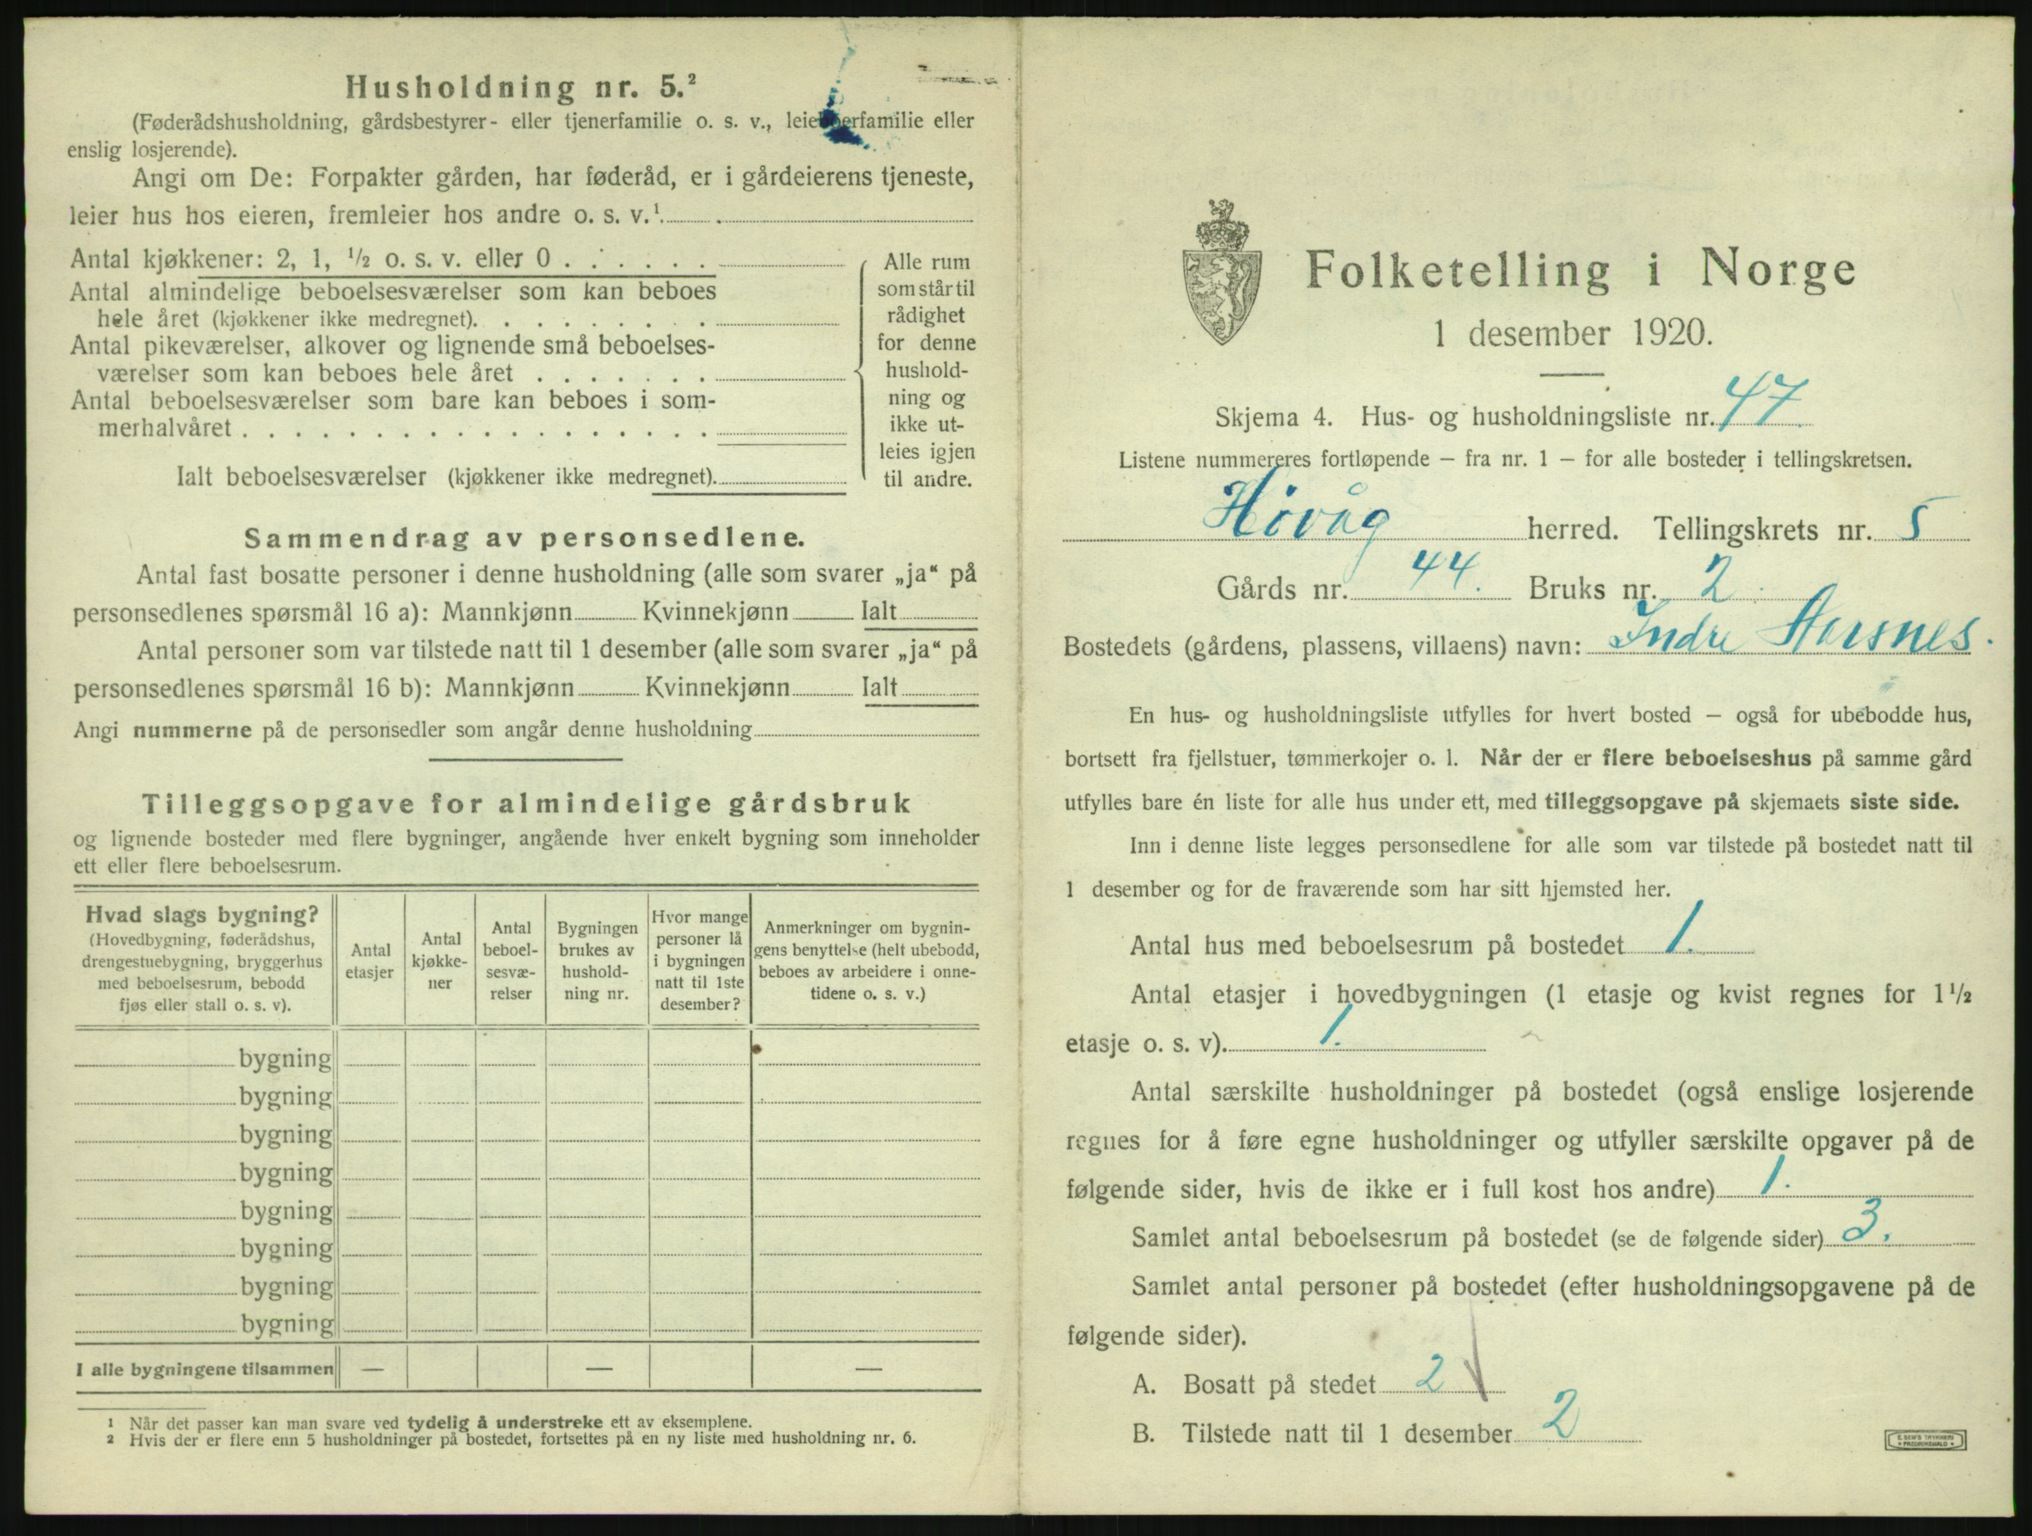 Husholdning nr. 5.²
(Føderådshusholdning, gårdsbestyrer- eller tjenerfamilie o. s. v., leieboerfamilie eller
enslig losjerende).
Angi om De: Forpakter gården, har føderåd, er i gårdeierens tjeneste,
leier hus hos eieren, fremleier hos andre o. s. v.¹
Antal kjøkkener: 2, 1, ½ o. s. v. eller 0 . . . . . .
Antal almindelige beboelsesværelser som kan beboes
hele året (kjøkkener ikke medregnet). . . . . . . . .
Antal pikeværelser, alkover og lignende små beboelses-
værelser som kan beboes hele året . . . . . . .
Antal beboelsesværelser som bare kan beboes i som-
merhalvåret . . . . . . . . . . . . . . . . . .
Ialt beboelsesværelser (kjøkkener ikke medregnet).
Alle rum
som står til
rådighet
for denne
hushold-
ning og
ikke ut-
leies igjen
til andre.
Sammendrag av personsedlene.
Antal fast bosatte personer i denne husholdning (alle som svarer „ja“ på
personsedlenes spørsmål 16 a): Mannkjønn Kvinnekjønn Ialt
Antal personer som var tilstede natt til 1 desember (alle som svarer „ja“ på
personsedlenes spørsmål 16 b): Mannkjønn Kvinnekjønn Ialt
Angi nummerne på de personsedler som angår denne husholdning
Tilleggsopgave for almindelige gårdsbruk
og lignende bosteder med flere bygninger, angående hver enkelt bygning som inneholder
ett eller flere beboelsesrum.
Hvad slags bygning?
(Hovedbygning, føderådshus,
drengestuebygning, bryggerhus
med beboelsesrum, bebodd
fjøs eller stall o. s. v).
Antal
etasjer
Antal
kjøkke-
ner
Antal
beboel-
sesvæ-
relser
Bygningen
brukes av
hushold-
ning nr.
Hvor mange
personer lå
i bygningen
natt til 1ste
desember?
Anmerkninger om bygnin-
gens benyttelse (helt ubebodd,
beboes av arbeidere i onne-
tidene o. s. v.)
bygning
bygning
bygning
bygning
bygning
bygning
bygning
bygning
I alle bygningene tilsammen — — —
1 Når det passer kan man svare ved tydelig å understreke ett av eksemplene.
2 Hvis der er flere enn 5 husholdninger på bostedet, fortsettes på en ny liste med husholdning nr. 6.
Folketelling i Norge
1 desember 1920.
Skjema 4. Hus- og husholdningsliste nr. 47.
Listene nummereres fortløpende — fra nr. 1 — for alle bosteder i tellingskretsen.
Høvåg herred. Tellingskrets nr. 5
Gårds nr. 44. Bruks nr. 2
Bostedets (gårdens, plassens, villaens) navn: Indre Aarsnes.
En hus- og husholdningsliste utfylles for hvert bosted — også for ubebodde hus,
bortsett fra fjellstuer, tømmerkojer o. l. Når der er flere beboelseshus på samme gård
utfylles bare én liste for alle hus under ett, med tilleggsopgave på skjemaets siste side.
Inn i denne liste legges personsedlene for alle som var tilstede på bostedet natt til
1 desember og for de fraværende som har sitt hjemsted her.
Antal hus med beboelsesrum på bostedet 1.
Antal etasjer i hovedbygningen (1 etasje og kvist regnes for 1½
etasje o. s. v). 1.
Antal særskilte husholdninger på bostedet (også enslige losjerende
regnes for å føre egne husholdninger og utfyller særskilte opgaver på de
følgende sider, hvis de ikke er i full kost hos andre) 1.
Samlet antal beboelsesrum på bostedet (se de følgende sider) 3.
Samlet antal personer på bostedet (efter husholdningsopgavene på de
følgende sider).
A. Bosatt på stedet 2
B. Tilstede natt til 1 desember 2